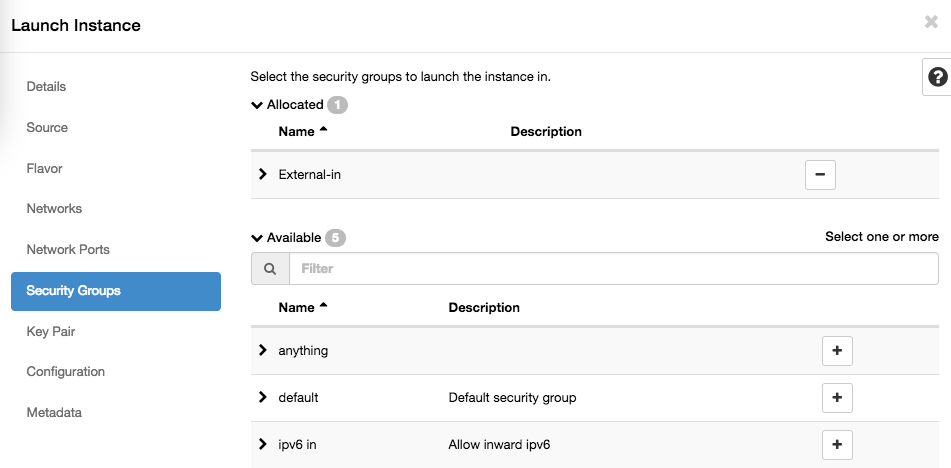 Launch Instance
Details
Source
Flavor
Networks
Network Ports
Security Groups
Key Pair
Configuration
Metadata
Select the security groups to launch the instance in.
Allocated 1
Name Description
External-in
Available 5 Select one or more
Filter
Name Description
anything
default Default security group
ipv6 in Allow inward ipv6